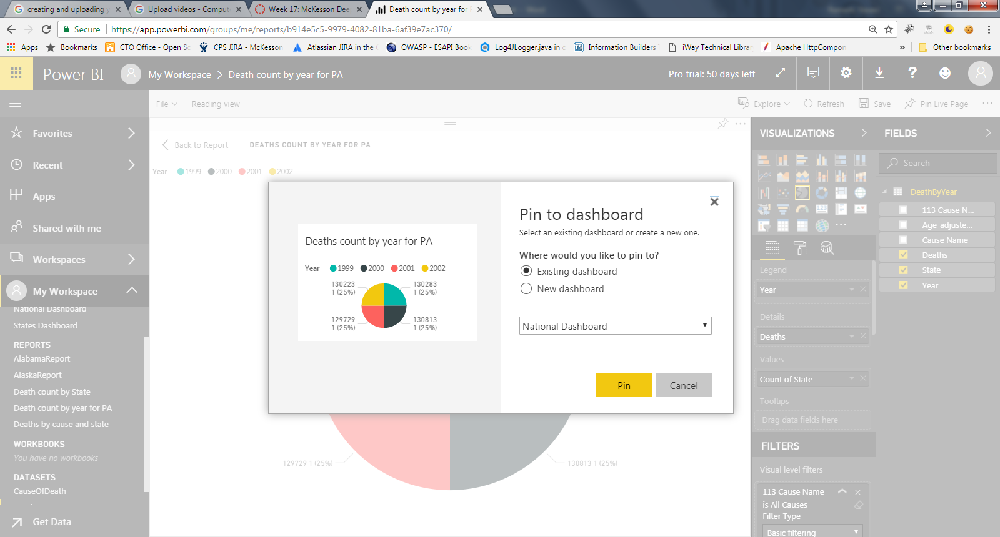 creating and uploading y
Upload videos - Compute
Week 17: McKesson Dee
Death count by year for
Secure
https://app.powerbi.com/groups/me/reports/b914e5c5-9979-4082-81ba-6af39e7ac370/
Apps
Bookmarks
CTO Office - Open Sc
CPS JIRA - McKesson
Atlassian JIRA in the
OWASP - ESAPI Book
Log4JLogger.java in c
Information Builders
iWay Technical Librar
Apache HttpCompon
»
Other bookmarks
Power BI
My Workspace > Death count by year for PA
Pro trial: 50 days left
File
Reading view
Explore
Refresh
Save
Pin Live Page
Favorites
Recent
Apps
Shared with me
Workspaces
My Workspace
National Dashboard
States Dashboard
REPORTS
AlabamaReport
AlaskaReport
Death count by State
Death count by year for PA
Deaths by cause and state
WORKBOOKS
You have no workbooks
DATASETS
CauseOfDeath
Get Data
Back to Report
DEATHS COUNT BY YEAR FOR PA
Year 1999 2000 2001 2002
129729 1 (25%)
130813 1 (25%)
Deaths count by year for PA
Year 1999 2000 2001 2002
130223
1 (25%)
130283
1 (25%)
129729
1 (25%)
130813
1 (25%)
Pin to dashboard
Select an existing dashboard or create a new one.
Where would you like to pin to?
Existing dashboard
New dashboard
National Dashboard
Pin
Cancel
VISUALIZATIONS
Legend
Year
Details
Deaths
Values
Count of State
Tooltips
Drag data fields here
FILTERS
Visual level filters
113 Cause Name
is All Causes
Filter Type
Basic filtering
FIELDS
Search
DeathByYear
113 Cause N...
Age-adjuste...
Cause Name
Deaths
State
Year